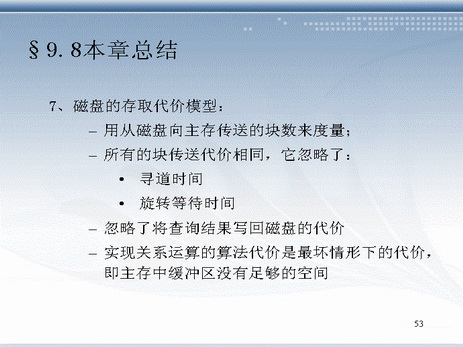 §9.8本章总结
7、磁盘的存取代价模型：
– 用从磁盘向主存传送的块数来度量；
– 所有的块传送代价相同，它忽略了：
• 寻道时间
• 旋转等待时间
– 忽略了将查询结果写回磁盘的代价
– 实现关系运算的算法代价是最坏情形下的代价，
即主存中缓冲区没有足够的空间
53